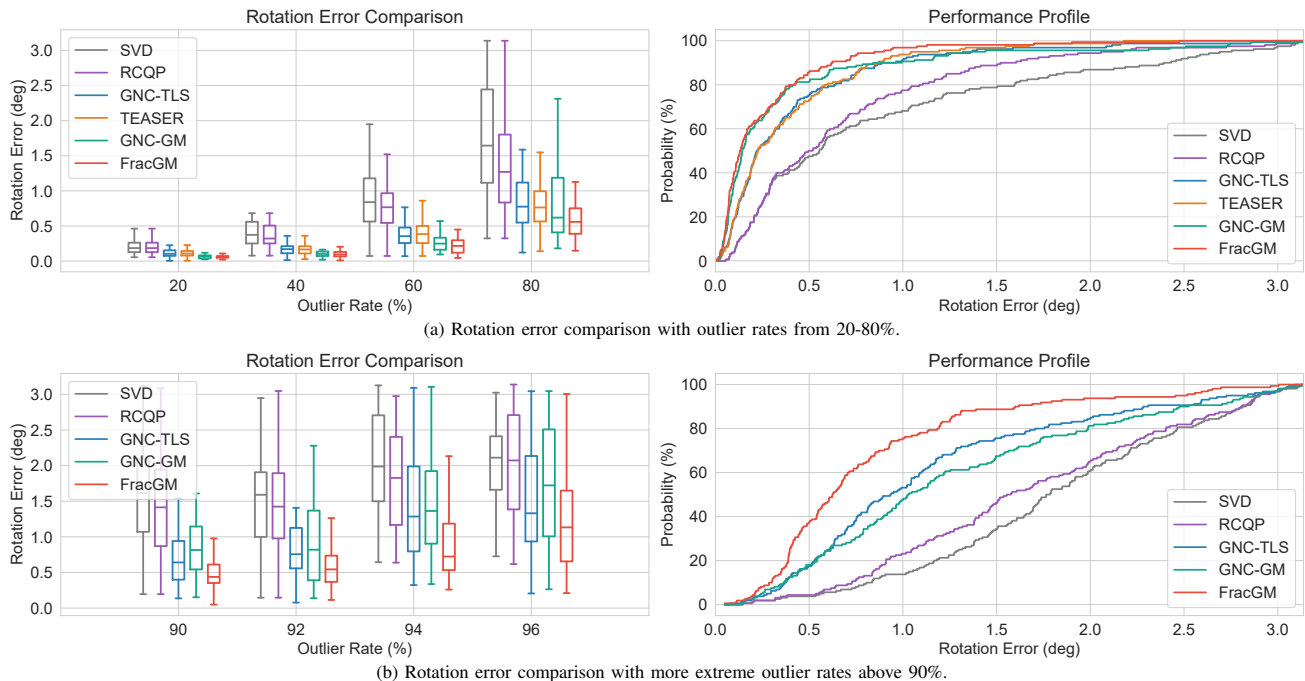 Rotation Error Comparison
Rotation Error (deg)
3.0
2.5
2.0
1.5
1.0
0.5
0.0
SVD
RCQP
GNC-TLS
TEASER
GNC-GM
FracGM
20 40 60 80
Outlier Rate (%)
Performance Profile
Probability (%)
100
80
60
40
20
0
SVD
RCQP
GNC-TLS
TEASER
GNC-GM
FracGM
0.0 0.5 1.0 1.5 2.0 2.5 3.0
Rotation Error (deg)
(a) Rotation error comparison with outlier rates from 20-80%.
Rotation Error Comparison
Rotation Error (deg)
3.0
2.5
2.0
1.5
1.0
0.5
0.0
SVD
RCQP
GNC-TLS
GNC-GM
FracGM
90 92 94 96
Outlier Rate (%)
Performance Profile
Probability (%)
100
80
60
40
20
0
SVD
RCQP
GNC-TLS
GNC-GM
FracGM
0.0 0.5 1.0 1.5 2.0 2.5 3.0
Rotation Error (deg)
(b) Rotation error comparison with more extreme outlier rates above 90%.